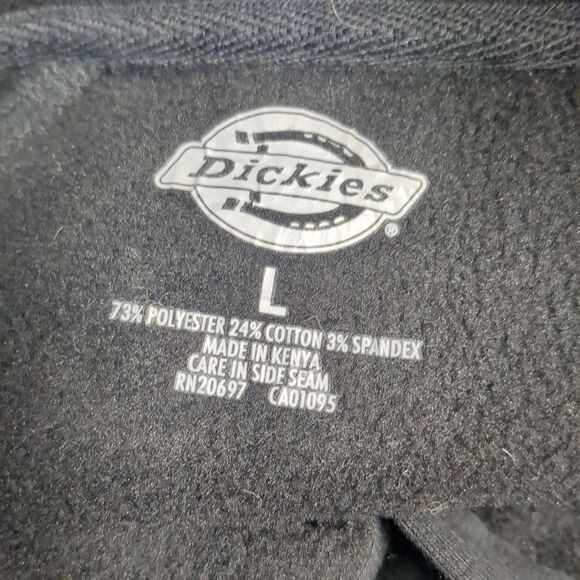 Dickies
®
L
73% POLYESTER 24% COTTON 3% SPANDEX
MADE IN KENYA
CARE IN SIDE SEAM
RN20697 CA01095